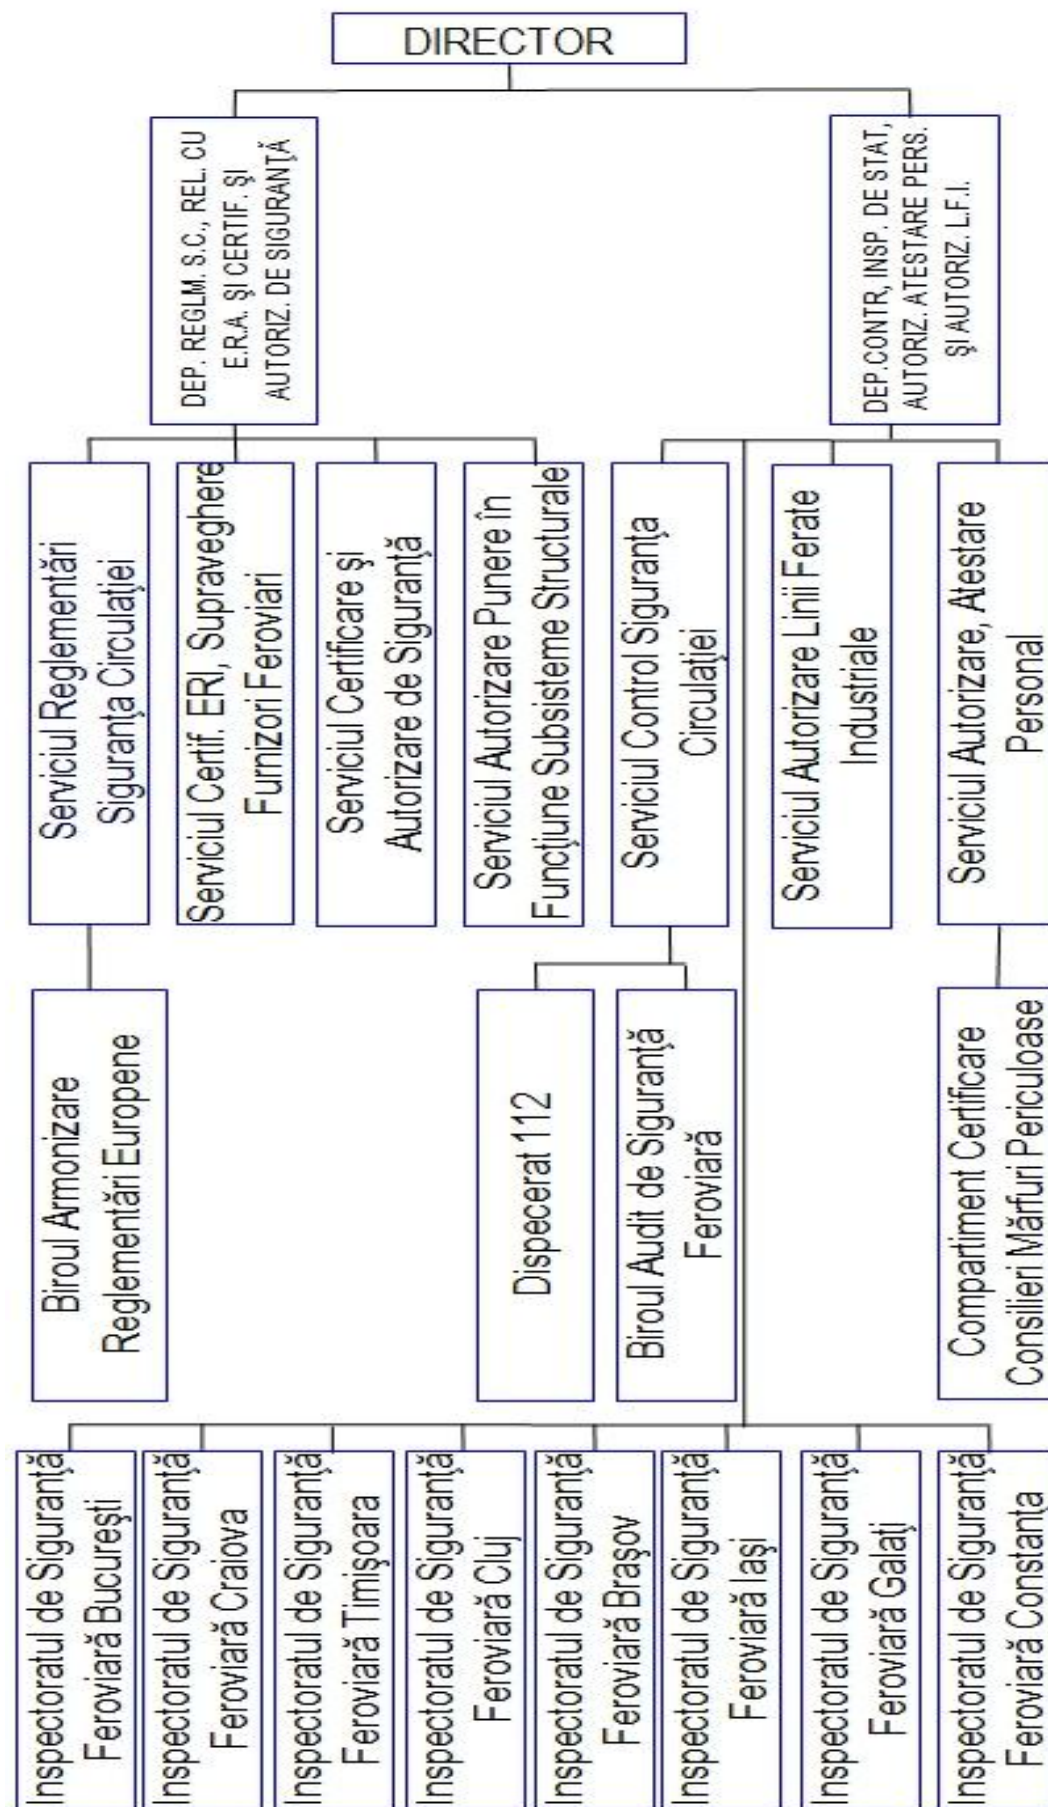 DIRECTOR
DEP. REGLM. S.C., REL. CU
E.R.A. ŞI CERTIF. ŞI
AUTORIZ. DE SIGURANŢĂ
DEP.CONTR, INSP. DE STAT,
AUTORIZ. ATESTARE PERS.
ŞI AUTORIZ. L.F.I.
Serviciul Reglementări
Siguranţa Circulaţiei
Serviciul Certif. ERI, Supraveghere
Furnizori Feroviari
Serviciul Certificare şi
Autorizare de Siguranţă
Serviciul Autorizare Punere în
Funcţiune Subsisteme Structurale
Serviciul Control Siguranţa
Circulaţiei
Serviciul Autorizare Linii Ferate
Industriale
Serviciul Autorizare, Atestare
Personal
Biroul Armonizare
Reglementări Europene
Dispecerat 112
Biroul Audit de Siguranţă
Feroviară
Compartiment Certificare
Consilieri Mărfuri Periculoase
Inspectoratul de Siguranţă
Feroviară Bucureşti
Inspectoratul de Siguranţă
Feroviară Craiova
Inspectoratul de Siguranţă
Feroviară Timişoara
Inspectoratul de Siguranţă
Feroviară Cluj
Inspectoratul de Siguranţă
Feroviară Braşov
Inspectoratul de Siguranţă
Feroviară Iaşi
Inspectoratul de Siguranţă
Feroviară Galaţi
Inspectoratul de Siguranţă
Feroviară Constanţa